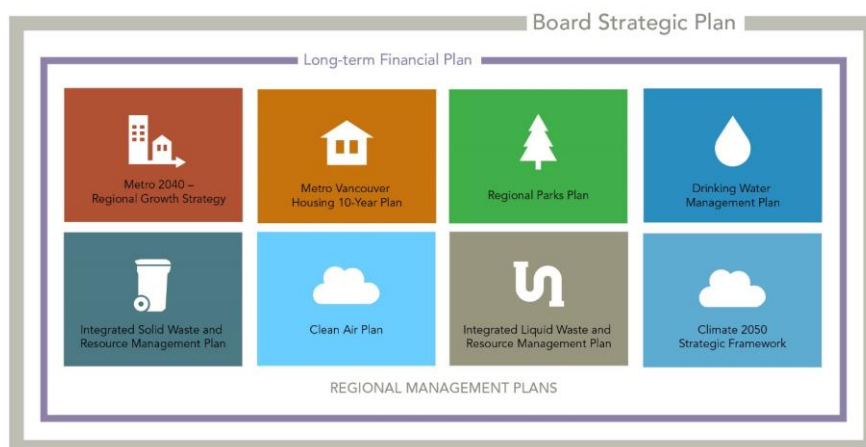 Board Strategic Plan
Long-term Financial Plan
Metro 2040 –
Regional Growth Strategy
Metro Vancouver
Housing 10-Year Plan
Regional Parks Plan
Drinking Water
Management Plan
Integrated Solid Waste and
Resource Management Plan
Clean Air Plan
Integrated Liquid Waste and
Resource Management Plan
Climate 2050
Strategic Framework
REGIONAL MANAGEMENT PLANS